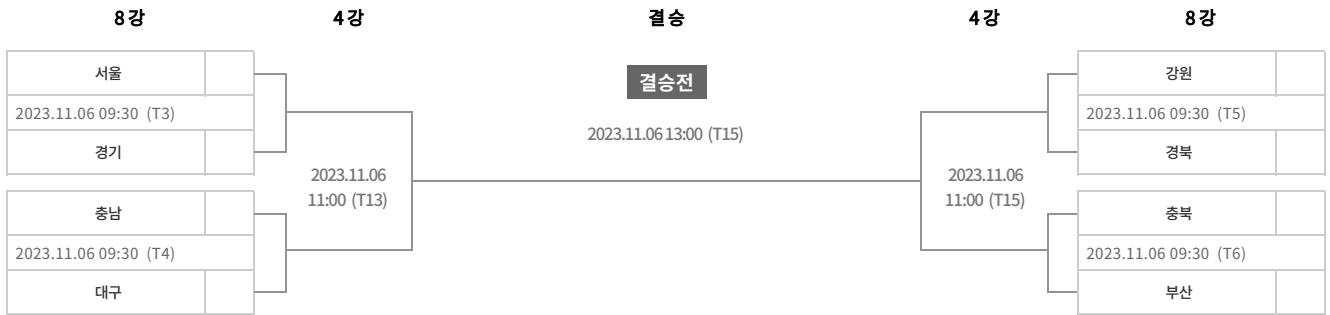 8강
4강
결승
4강
8강
서울
2023.11.06 09:30 (T3)
경기
충남
2023.11.06 09:30 (T4)
대구
2023.11.06
11:00 (T13)
결승전
2023.11.06 13:00 (T15)
2023.11.06
11:00 (T15)
강원
2023.11.06 09:30 (T5)
경북
충북
2023.11.06 09:30 (T6)
부산